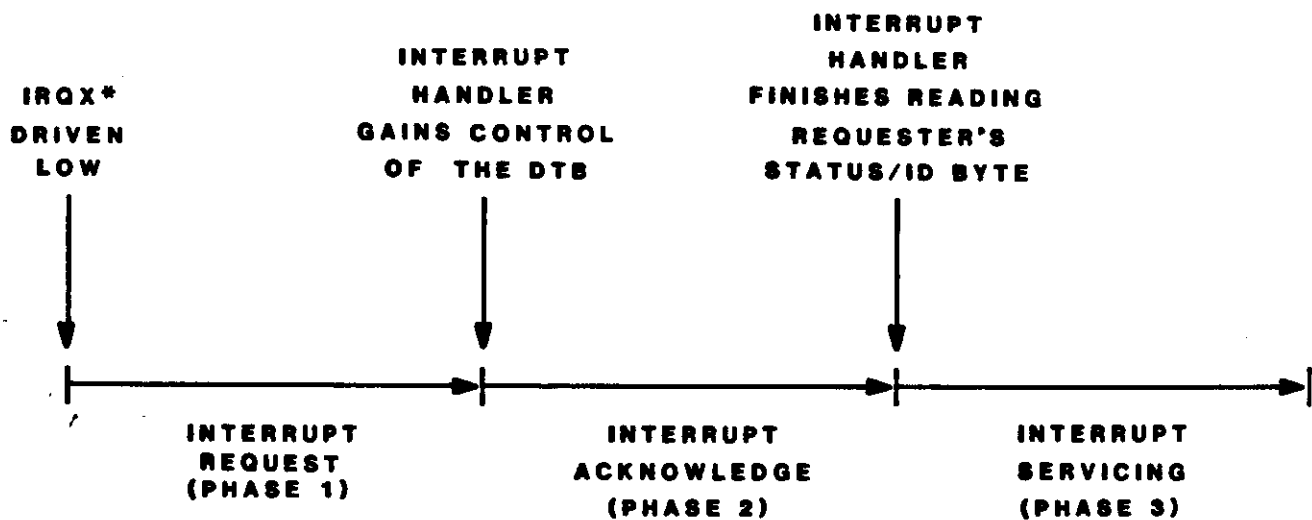 IRQX*
DRIVEN
LOW
INTERRUPT
HANDLER
GAINS CONTROL
OF THE DTB
INTERRUPT
HANDLER
FINISHES READING
REQUESTER'S
STATUS/ID BYTE
INTERRUPT
REQUEST
(PHASE 1)
INTERRUPT
ACKNOWLEDGE
(PHASE 2)
INTERRUPT
SERVICING
(PHASE 3)